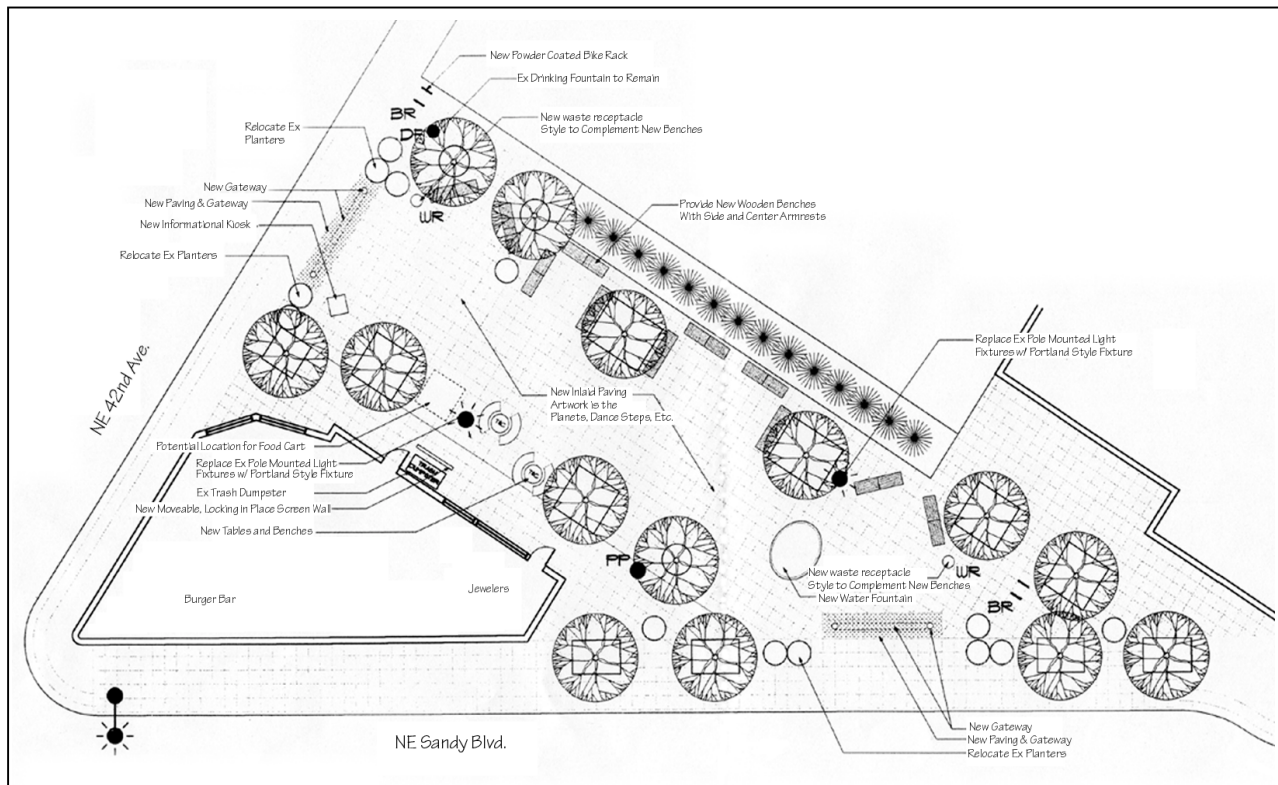 New Powder Coated Bike Rack
Ex Drinking Fountain to Remain
BR
DF
New waste receptacle
Style to Complement New Benches
Relocate Ex
Planters
New Gateway
New Paving & Gateway
New Informational Kiosk
Relocate Ex Planters
WR
Provide New Wooden Benches
With Side and Center Armrests
NE 42nd Ave.
Replace Ex Pole Mounted Light
Fixtures w/ Portland Style Fixture
New Inlaid Paving
Artwork is the
Planets, Dance Steps, Etc.
Potential Location for Food Cart
Replace Ex Pole Mounted Light
Fixtures w/ Portland Style Fixture
Ex Trash Dumpster
New Moveable, Locking In Place Screen Wall
New Tables and Benches
TRASH
DUMPSTER
PP
Burger Bar
Jewelers
New waste receptacle
Style to Complement New Benches
New Water Fountain
WR
BR
New Gateway
New Paving & Gateway
Relocate Ex Planters
NE Sandy Blvd.